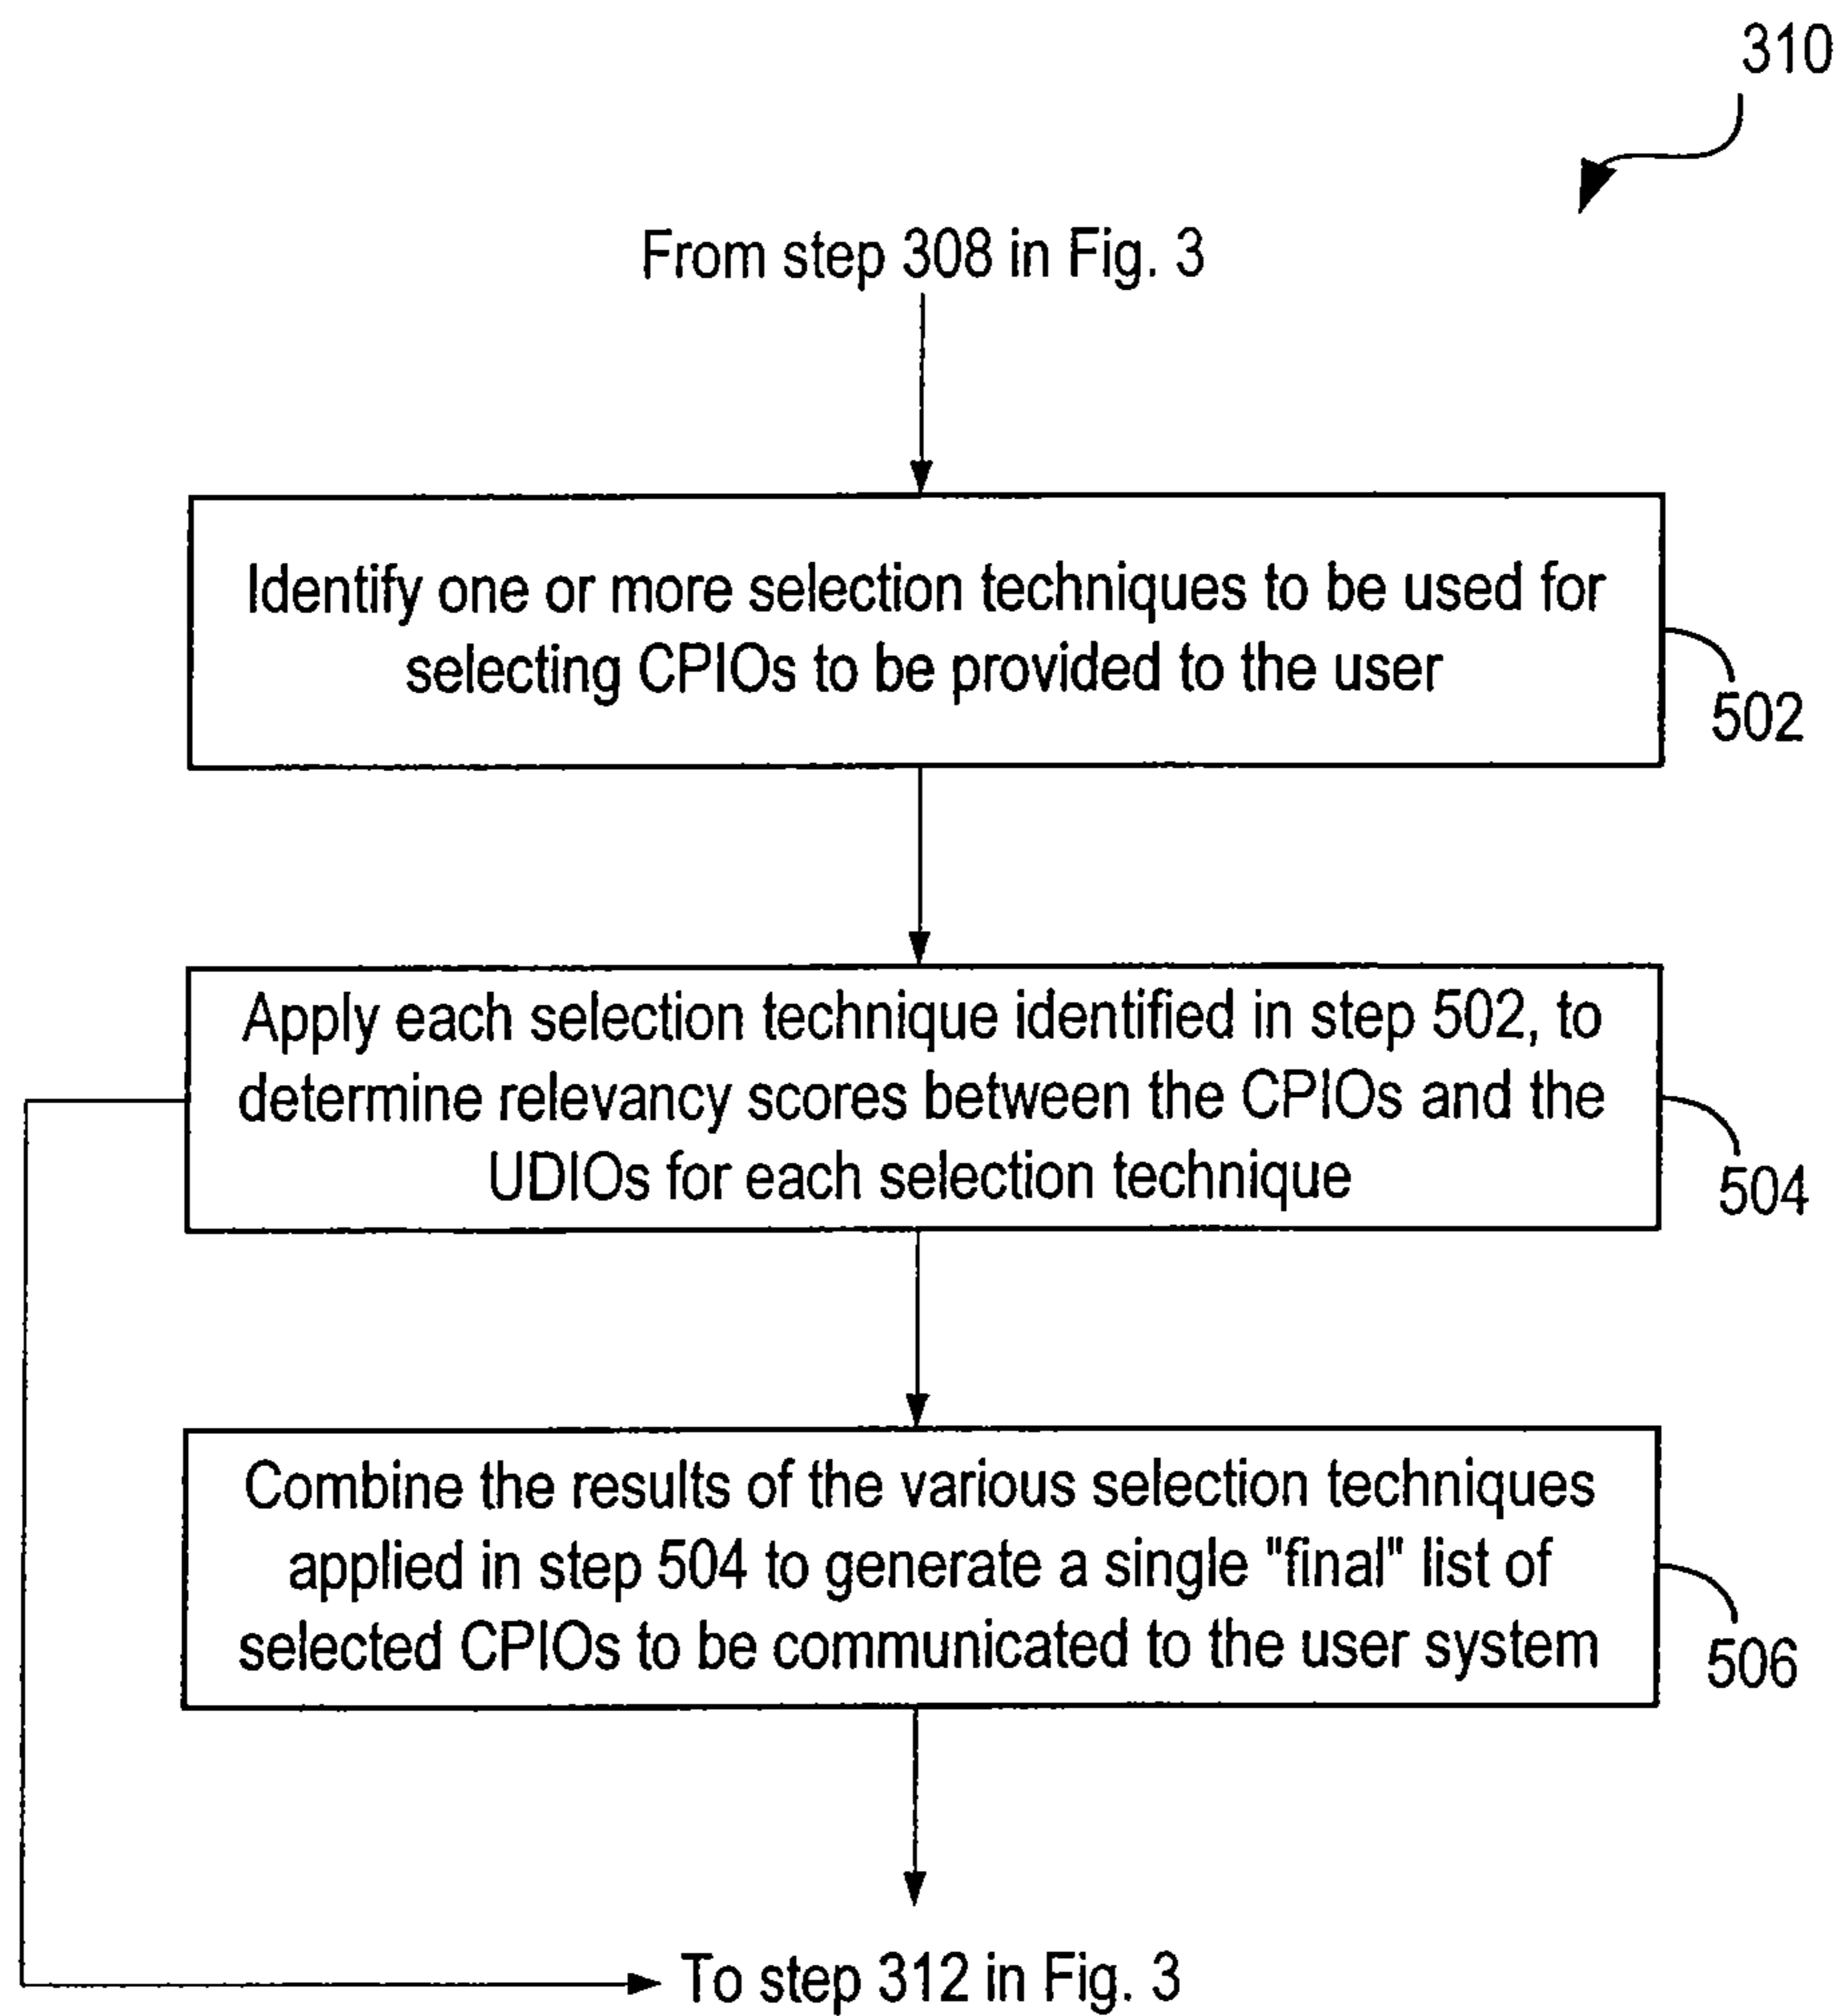 310
From step 308 in Fig. 3
Identify one or more selection techniques to be used for
selecting CPIOs to be provided to the user
502
Apply each selection technique identified in step 502, to
determine relevancy scores between the CPIOs and the
UDIOs for each selection technique
504
Combine the results of the various selection techniques
applied in step 504 to generate a single "final" list of
selected CPIOs to be communicated to the user system
506
To step 312 in Fig. 3